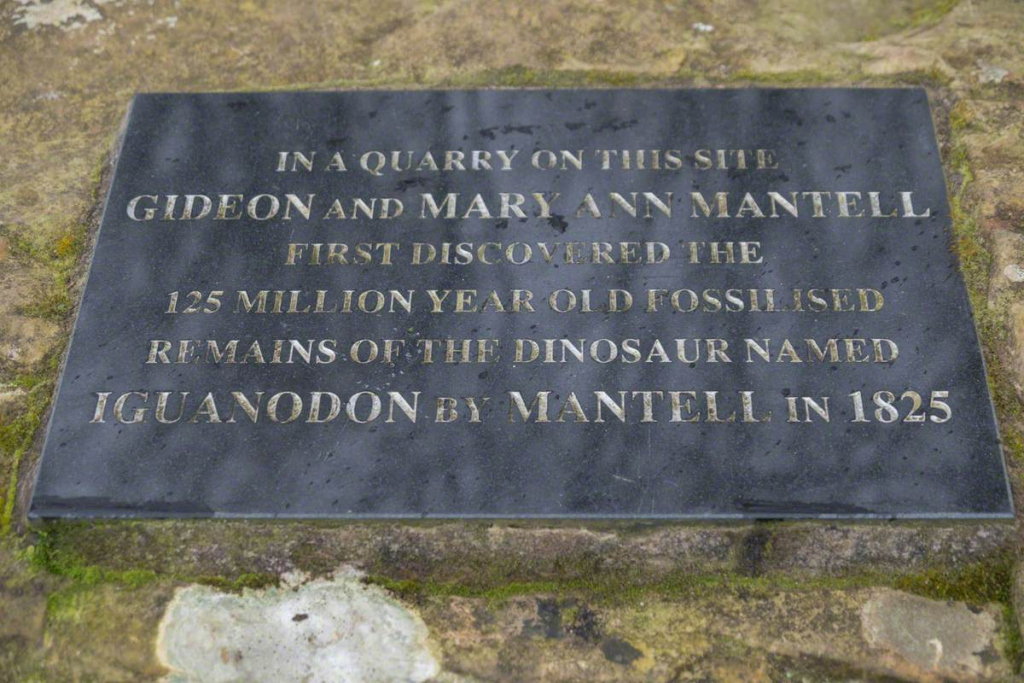 IN A QUARRY ON THIS SITE
GIDEON AND MARY ANN MANTELL
FIRST DISCOVERED THE
125 MILLION YEAR OLD FOSSILISED
REMAINS OF THE DINOSAUR NAMED
IGUANODON BY MANTELL IN 1825